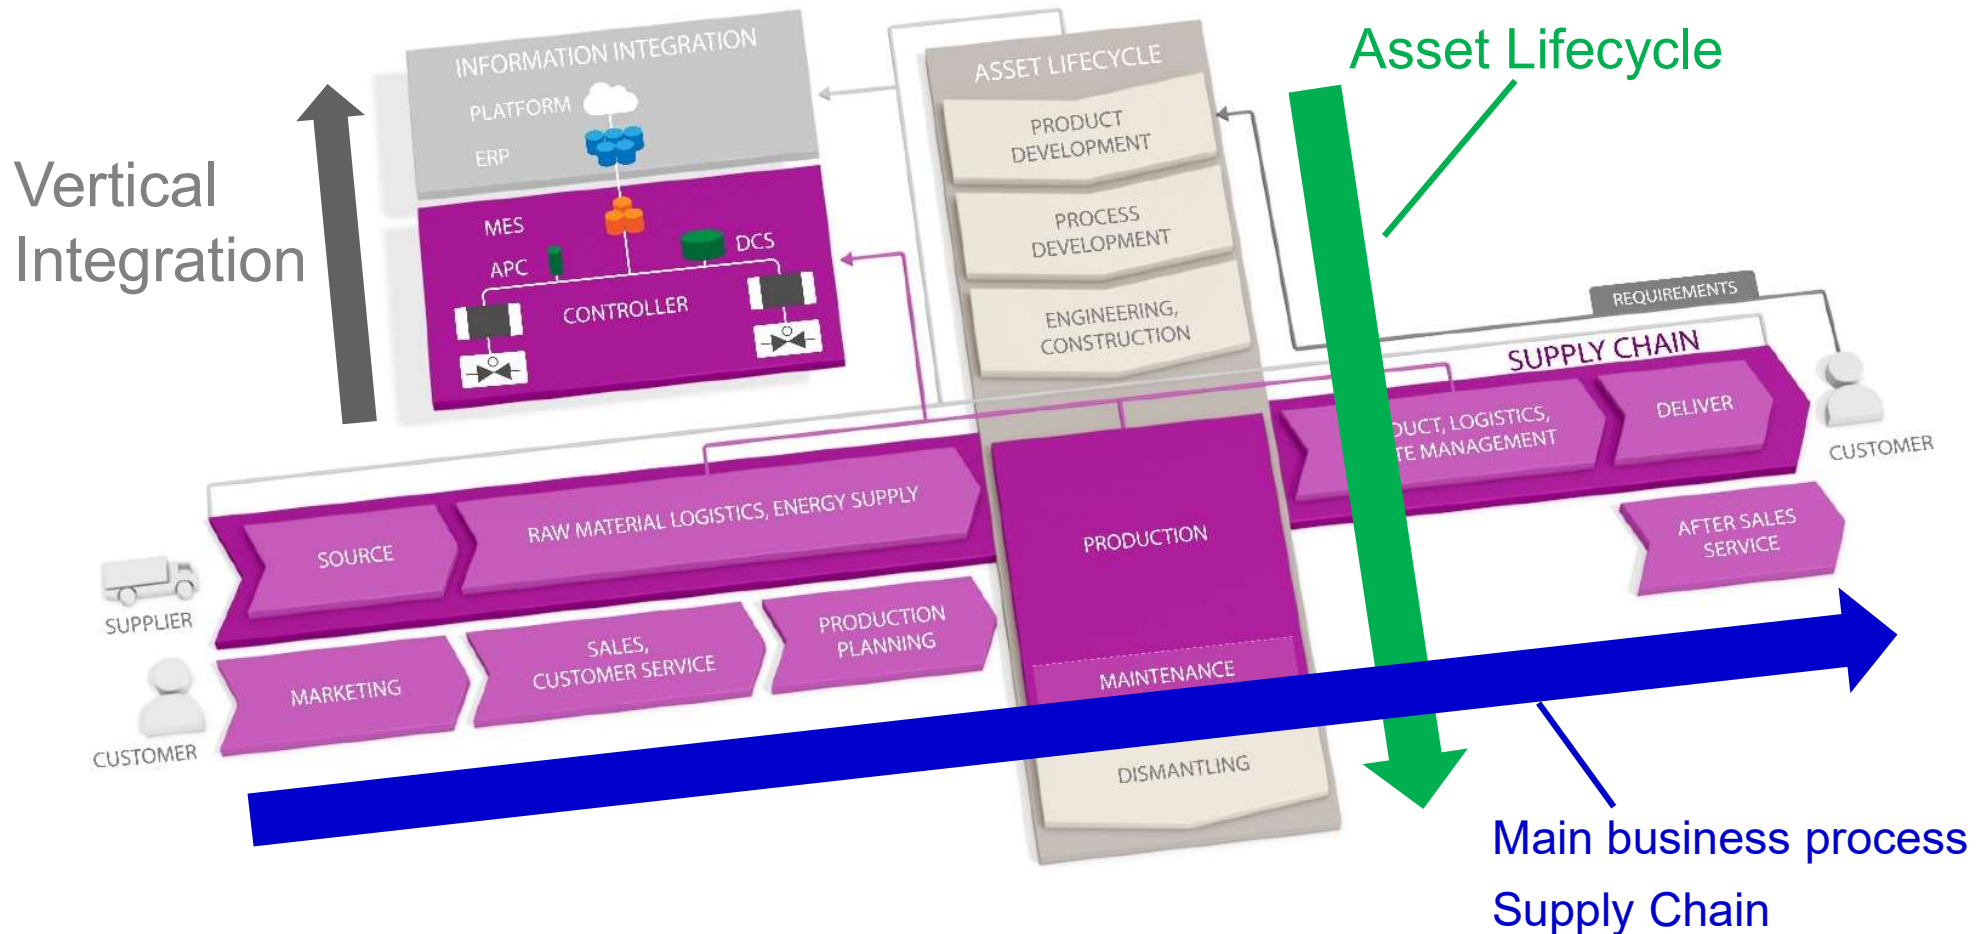 Asset Lifecycle
Vertical
Integration
INFORMATION INTEGRATION
PLATFORM
ERP
MES
APC
DCS
CONTROLLER
ASSET LIFECYCLE
PRODUCT
DEVELOPMENT
PROCESS
DEVELOPMENT
ENGINEERING,
CONSTRUCTION
REQUIREMENTS
SUPPLY CHAIN
CUSTOMER
SOURCE
RAW MATERIAL LOGISTICS, ENERGY SUPPLY
PRODUCTION
LOGISTICS,
MANAGEMENT
DELIVER
AFTER SALES
SERVICE
SUPPLIER
CUSTOMER
MARKETING
SALES,
CUSTOMER SERVICE
PRODUCTION
PLANNING
MAINTENANCE
DISMANTLING
Main business process
Supply Chain